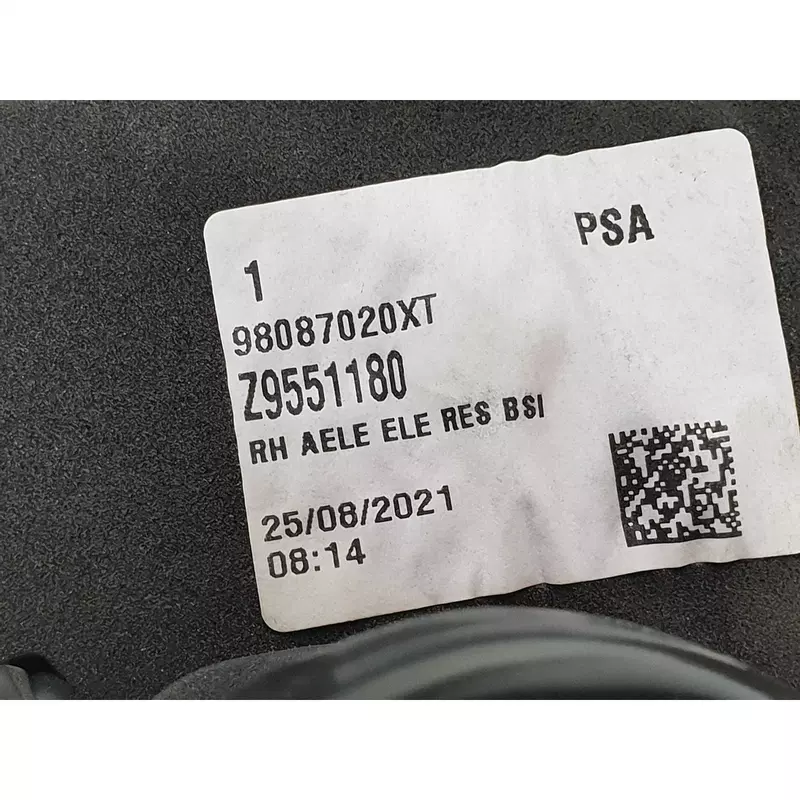 PSA
1
98087020XT
Z9551180
RH AELE ELE RES BSI
25/08/2021
08:14